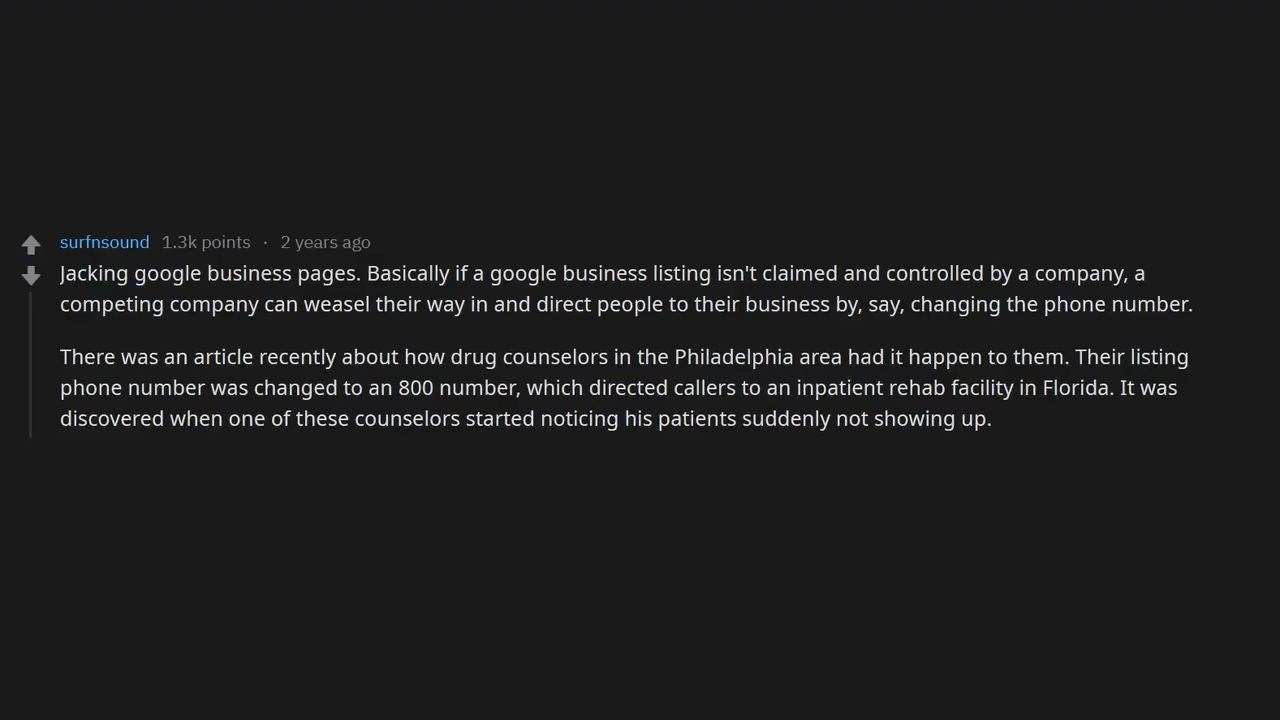 surfnsound 1.3k points · 2 years ago
Jacking google business pages. Basically if a google business listing isn't claimed and controlled by a company, a
competing company can weasel their way in and direct people to their business by, say, changing the phone number.
There was an article recently about how drug counselors in the Philadelphia area had it happen to them. Their listing
phone number was changed to an 800 number, which directed callers to an inpatient rehab facility in Florida. It was
discovered when one of these counselors started noticing his patients suddenly not showing up.